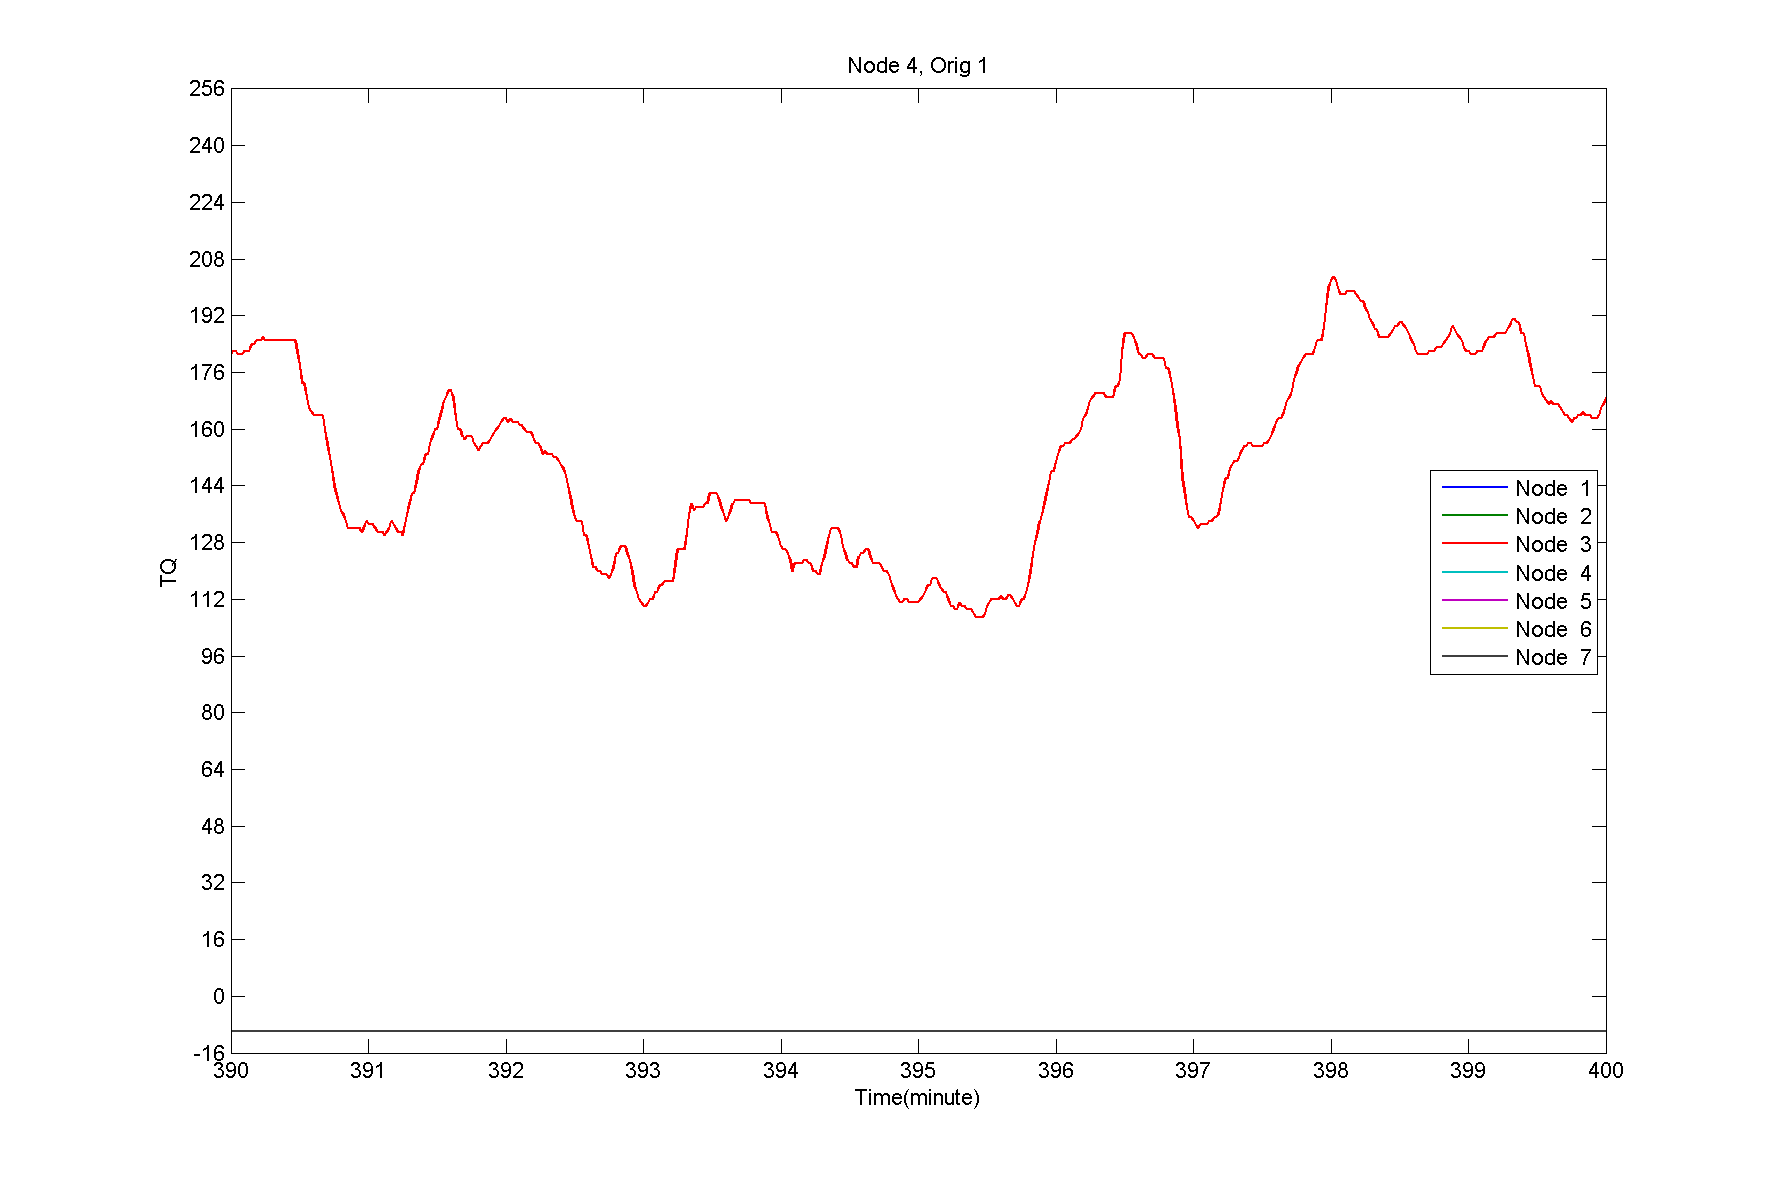 Node 4, Orig 1
256
240
224
208
192
176
160
144
128
112
96
80
64
48
32
16
0
-16
TQ
Node 1
Node 2
Node 3
Node 4
Node 5
Node 6
Node 7
390 391 392 393 394 395 396 397 398 399 400
Time(minute)